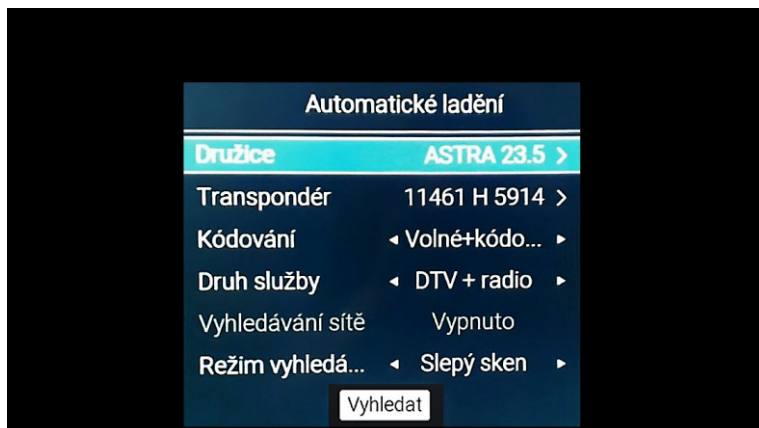 Automatické ladění
Družice ASTRA 23.5 >
Transpondér 11461 H 5914 >
Kódování ◂ Volné+kódo... ▸
Druh služby ◂ DTV + radio ▸
Vyhledávání sítě Vypnuto
Režim vyhledá... ◂ Slepý sken ▸
Vyhledat